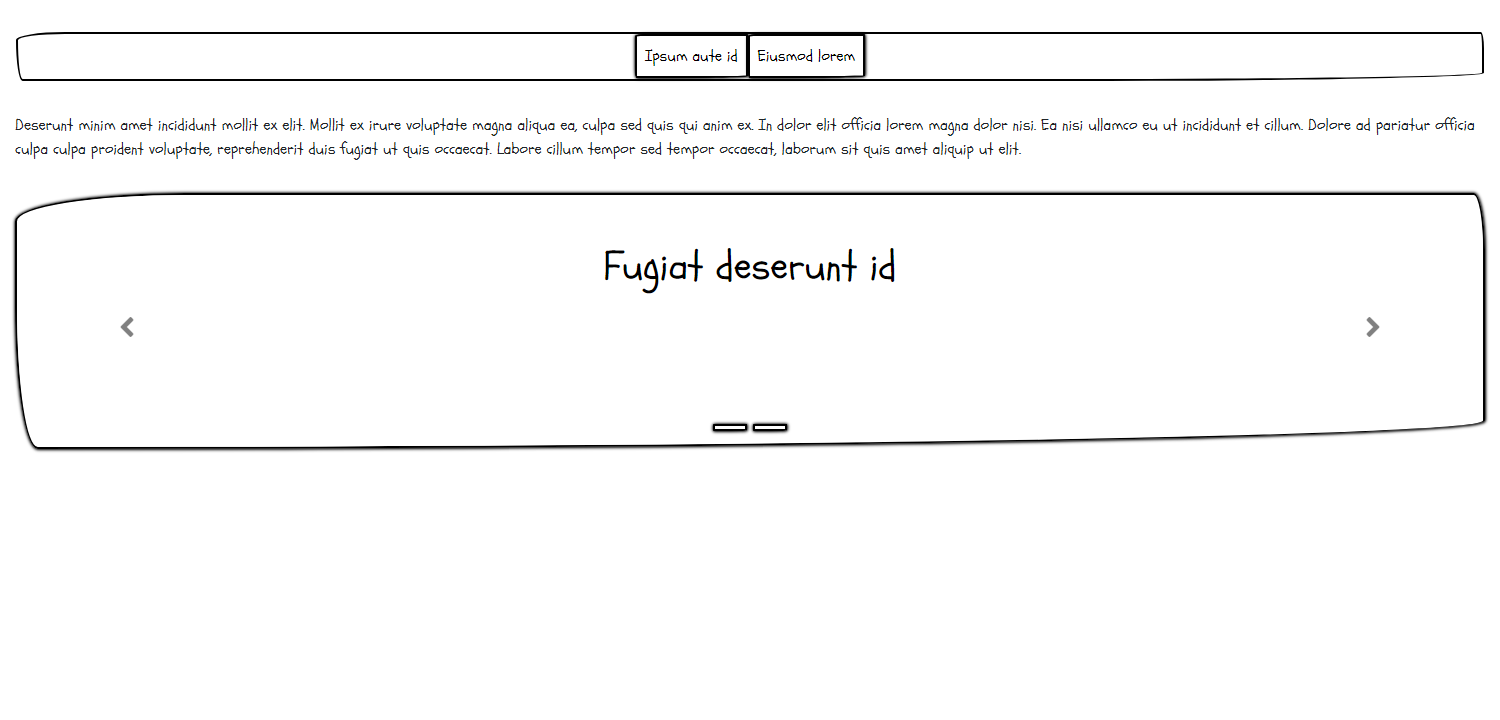 Ipsum aute id Eiusmod lorem
Deserunt minim amet incididunt mollit ex elit. Mollit ex irure voluptate magna aliqua ea, culpa sed quis qui anim ex. In dolor elit officia lorem magna dolor nisi. Ea nisi ullamco eu ut incididunt et cillum. Dolore ad pariatur officia
culpa culpa proident voluptate, reprehenderit duis fugiat ut quis occaecat. Labore cillum tempor sed tempor occaecat, laborum sit quis amet aliquip ut elit.
Fugiat deserunt id